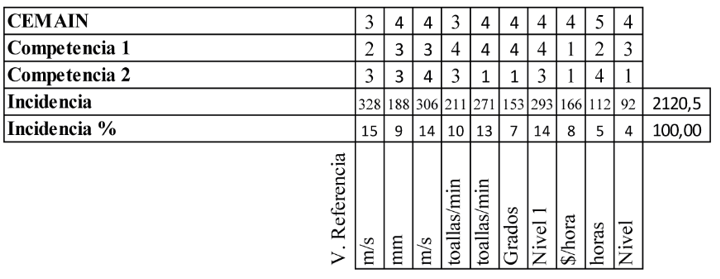 CEMAIN 3 4 4 3 4 4 4 4 5 4
Competencia 1 2 3 3 4 4 4 4 1 2 3
Competencia 2 3 3 4 3 1 1 3 1 4 1
Incidencia 328 188 306 211 271 153 293 166 112 92 2120,5
Incidencia % 15 9 14 10 13 7 14 8 5 4 100,00
V. Referencia
m/s
mm
m/s
toallas/min
toallas/min
Grados
Nivel 1
$/hora
horas
Nivel